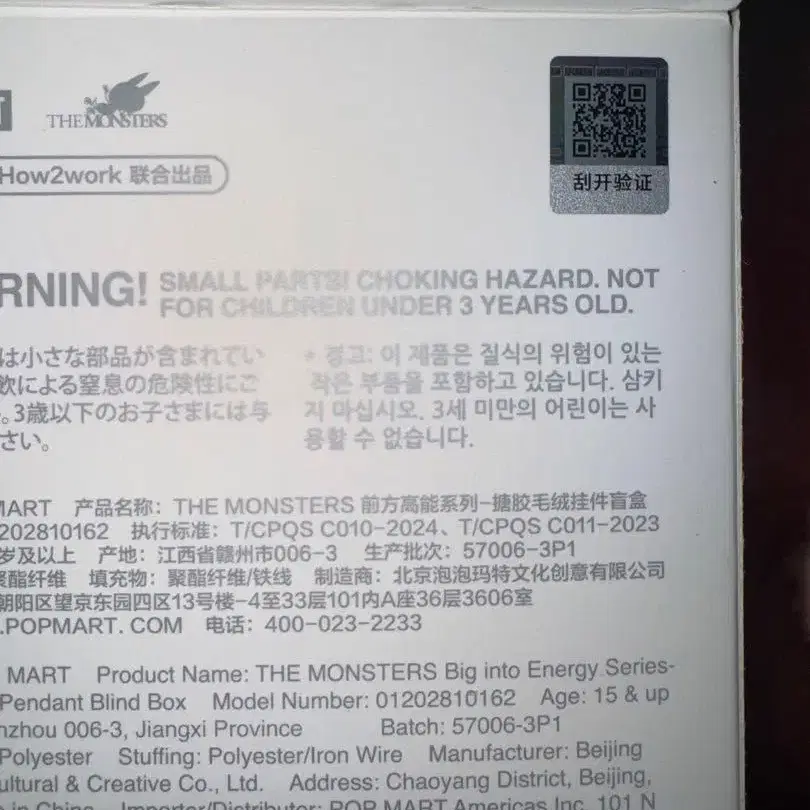 THE MONSTERS
How2work 联合出品
刮开验证
RNING! SMALL PARTS! CHOKING HAZARD. NOT
FOR CHILDREN UNDER 3 YEARS OLD.
は小さな部品が含まれてい
飲による窒息の危険性にご
。3歳以下のお子さまには与
さい。
* 경고: 이 제품은 질식의 위험이 있는
작은 부품을 포함하고 있습니다. 삼키
지 마십시오. 3세 미만의 어린이는 사
용할 수 없습니다.
MART 产品名称: THE MONSTERS 前方高能系列-搪胶毛绒挂件盲盒
202810162 执行标准: T/CPQS C010-2024、T/CPQS C011-2023
岁及以上 产地: 江西省赣州市006-3 生产批次: 57006-3P1
聚酯纤维 填充物: 聚酯纤维/铁线 制造商: 北京泡泡玛特文化创意有限公司
朝阳区望京东园四区13号楼-4至33层101内A座36层3606室
.POPMART. COM 电话: 400-023-2233
MART Product Name: THE MONSTERS Big into Energy Series-
Pendant Blind Box Model Number: 01202810162 Age: 15 & up
nzhou 006-3, Jiangxi Province Batch: 57006-3P1
Polyester Stuffing: Polyester/Iron Wire Manufacturer: Beijing
ultural & Creative Co., Ltd. Address: Chaoyang District, Beijing,
in China Importer/Distributor: POP MART Americas Inc. 101 N